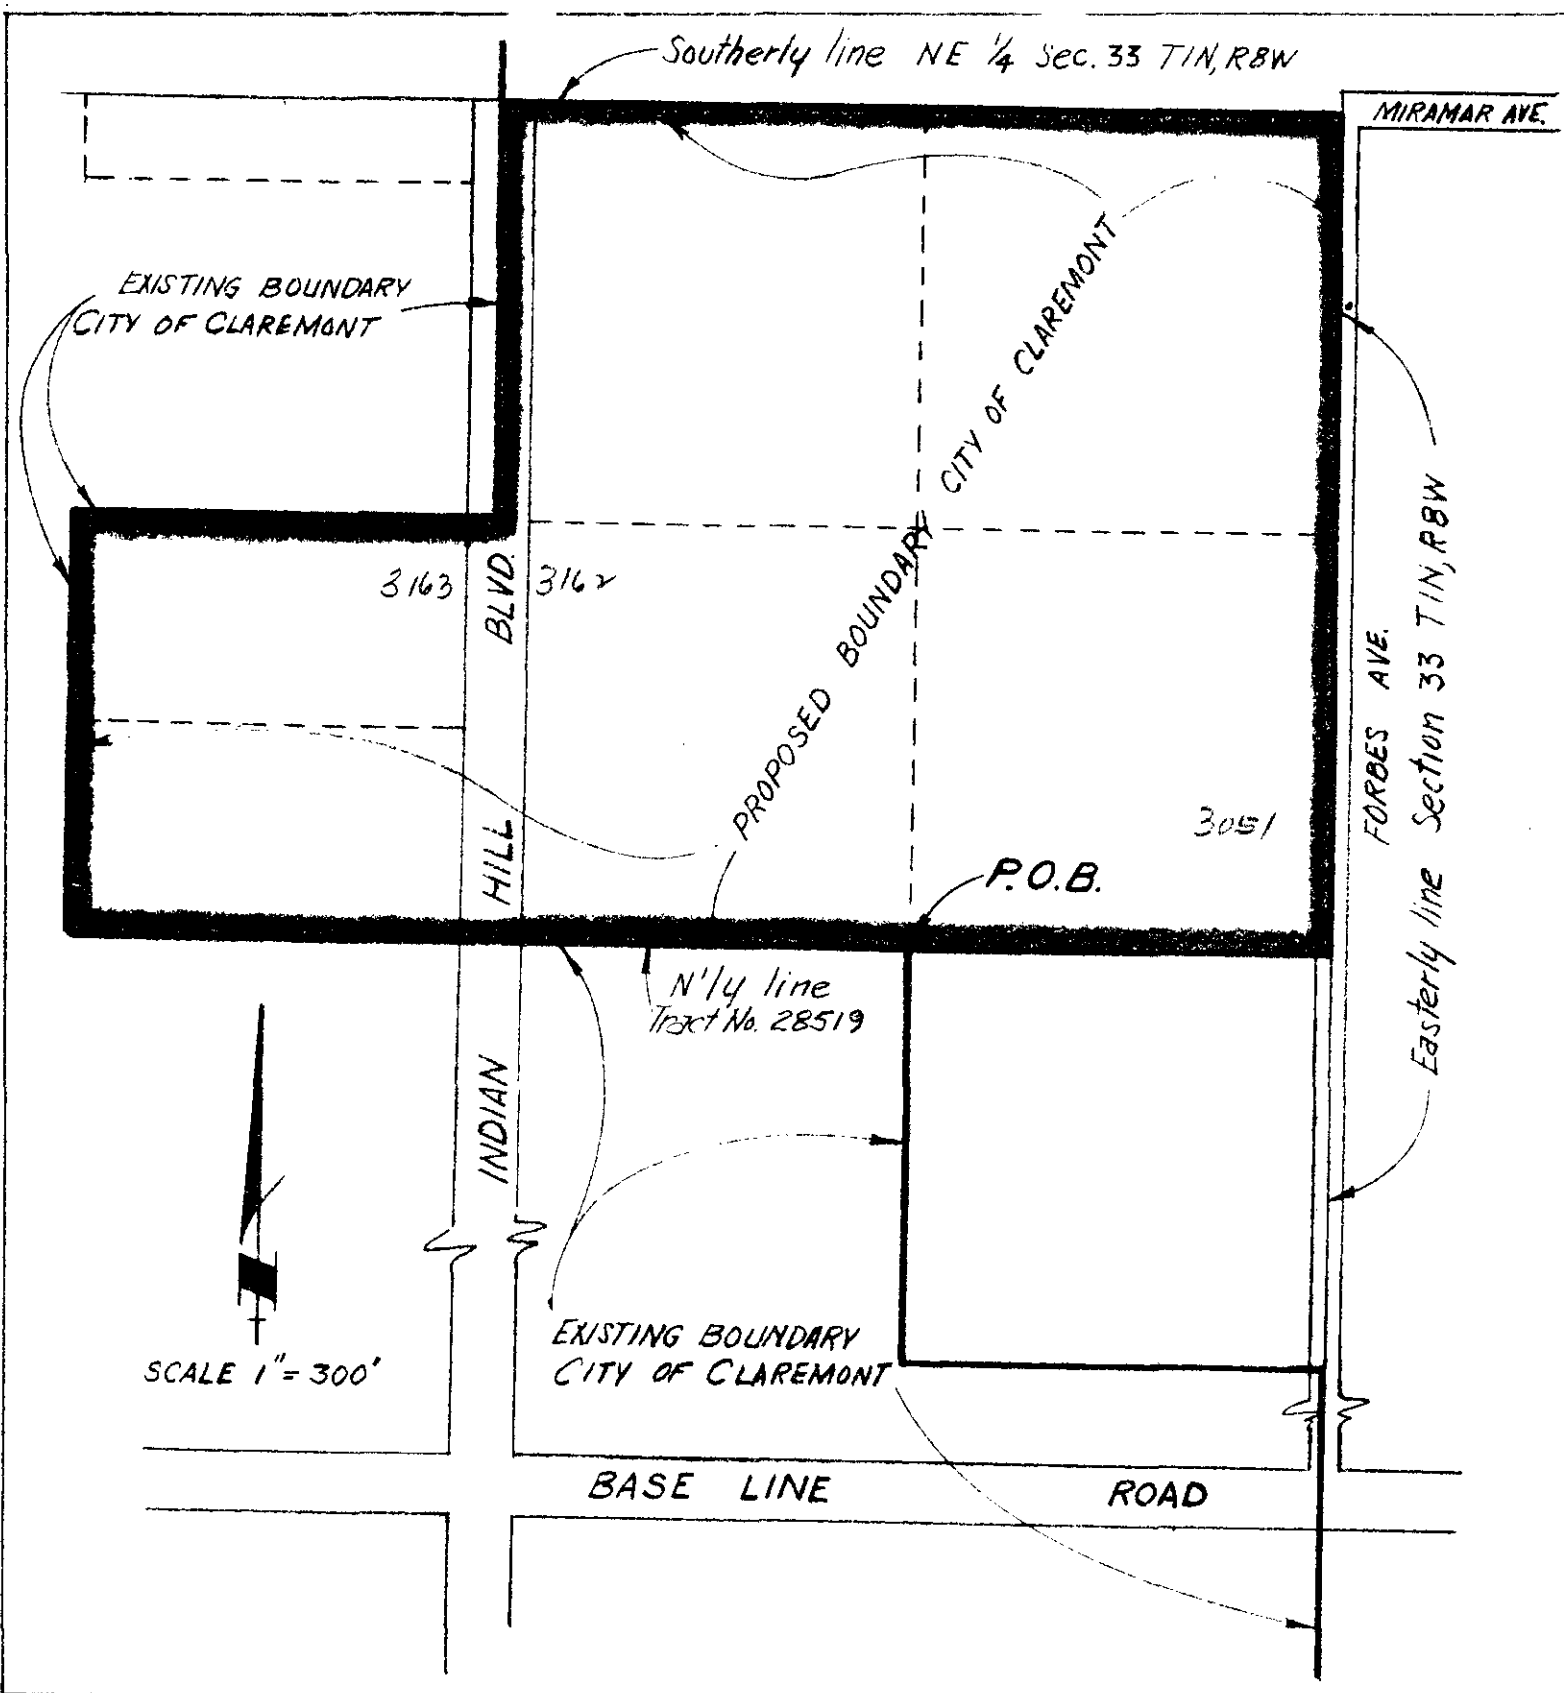 Southerly line NE 1/4 Sec. 33 T1N, R8W
MIRAMAR AVE.
EXISTING BOUNDARY
CITY OF CLAREMONT
PROPOSED BOUNDARY CITY OF CLAREMONT
3163
3162
3051
P.O.B.
INDIAN HILL BLVD.
FORBES AVE.
Easterly line Section 33 T1N, R8W
N'ly line
Tract No. 28519
SCALE 1"= 300'
EXISTING BOUNDARY
CITY OF CLAREMONT
BASE LINE ROAD